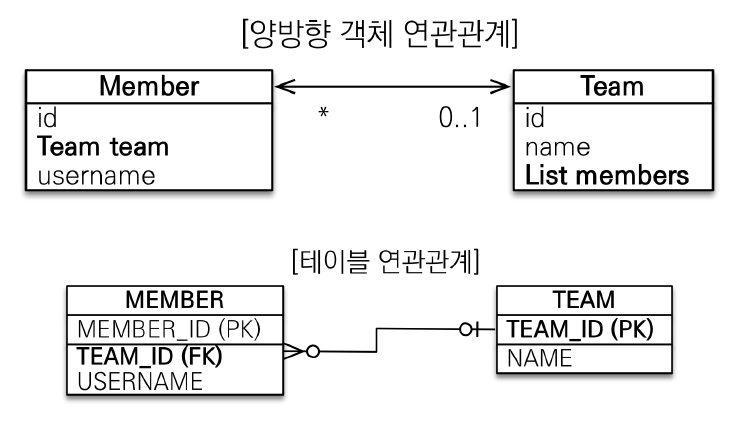 [양방향 객체 연관관계]
Member
id
Team team
username
*
0..1
Team
id
name
List members
[테이블 연관관계]
MEMBER
MEMBER_ID (PK)
TEAM_ID (FK)
USERNAME
TEAM
TEAM_ID (PK)
NAME